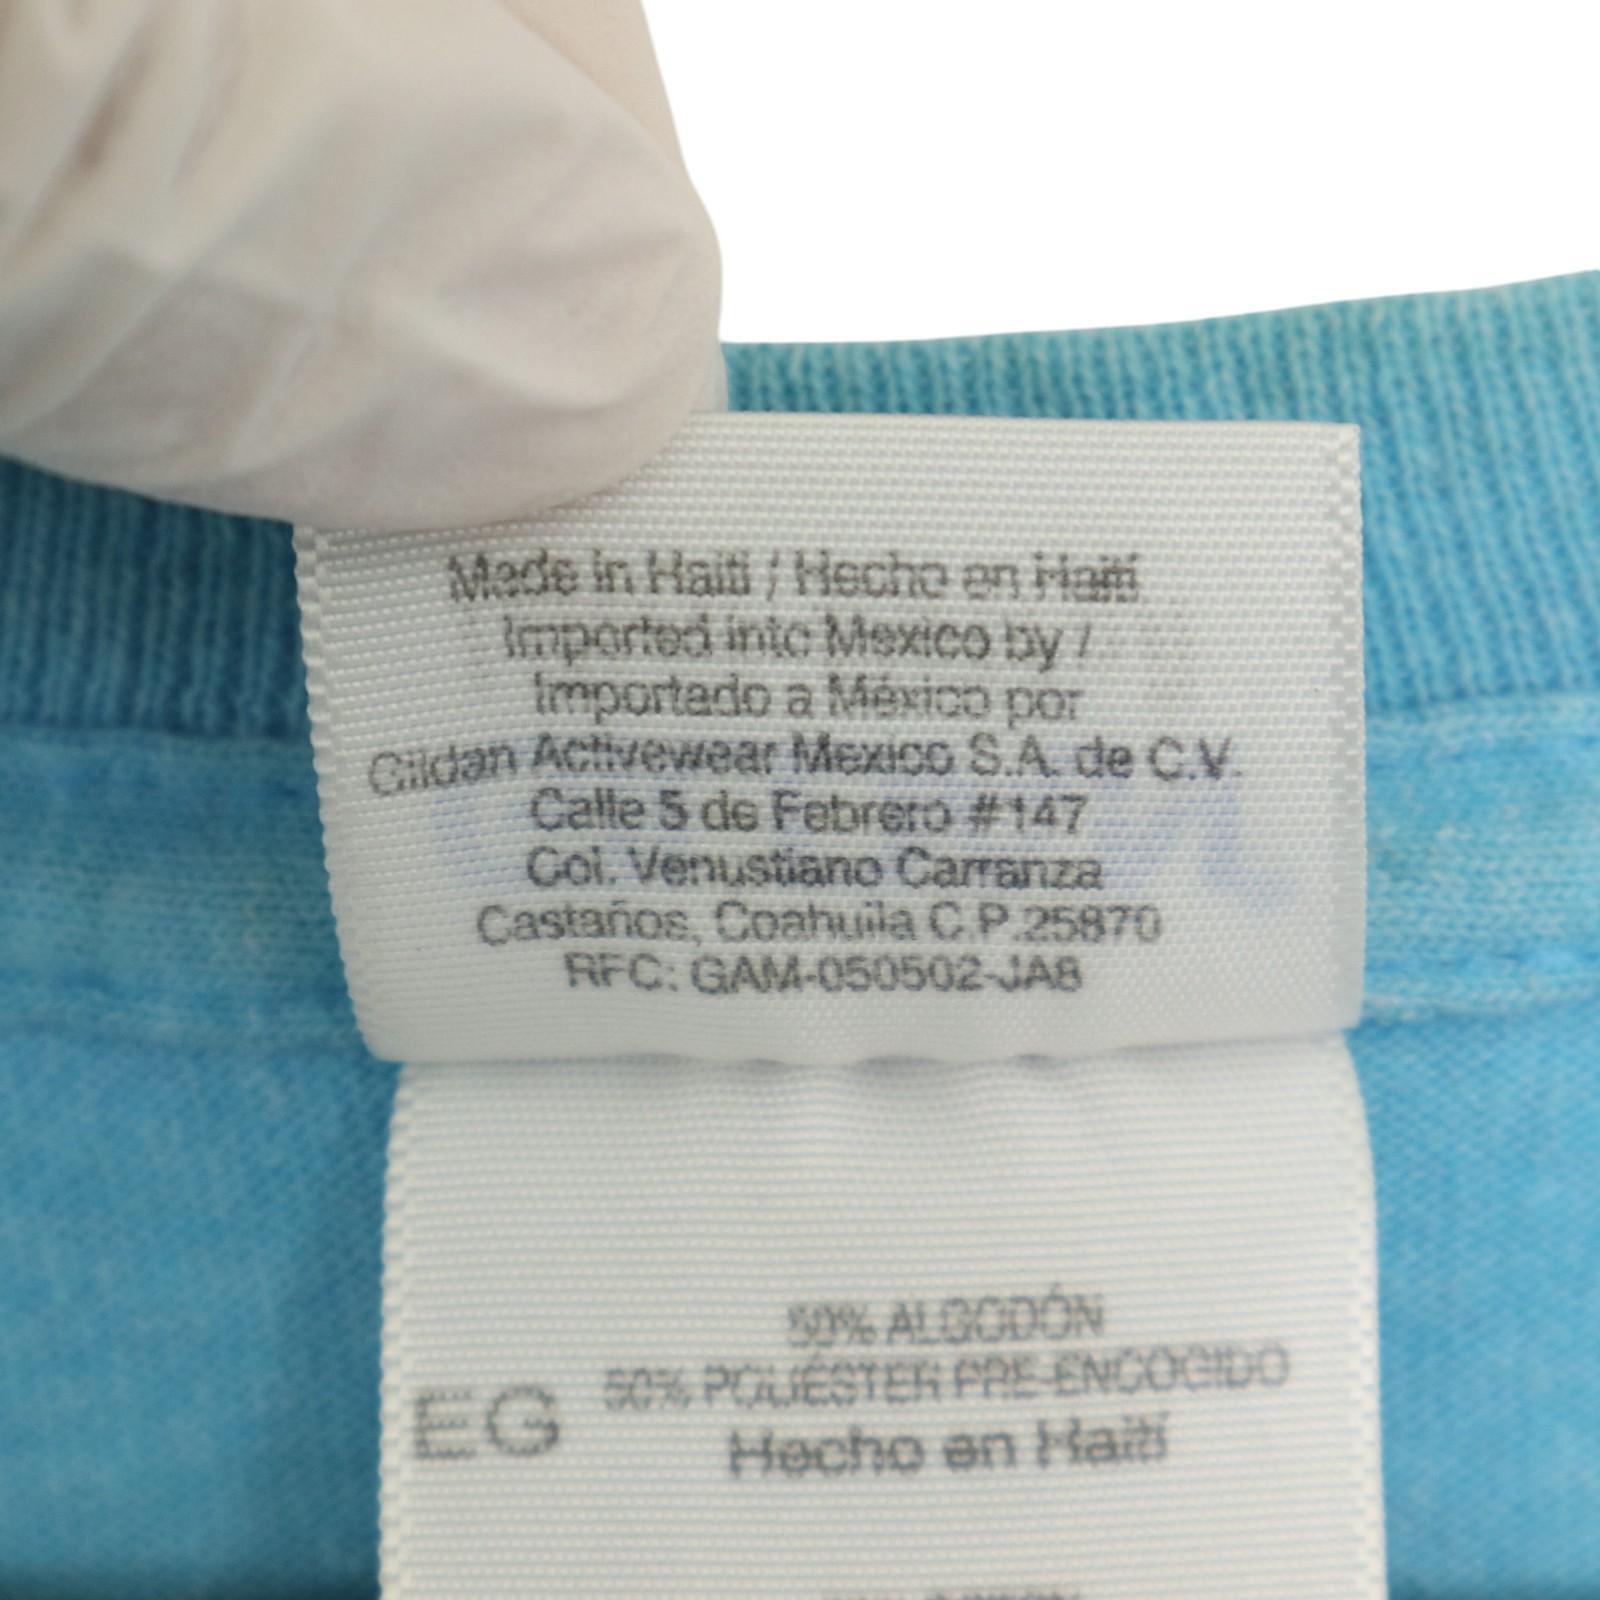 Made in Haiti / Hecho en Haití
Imported into Mexico by /
Importado a México por
Gildan Activewear Mexico S.A. de C.V.
Calle 5 de Febrero #147
Col. Venustiano Carranza
Castaños, Coahuila C.P.25870
RFC: GAM-050502-JA8
50% ALGODÓN
50% POLIÉSTER PRE-ENCOGIDO
EG
Hecho en Haití